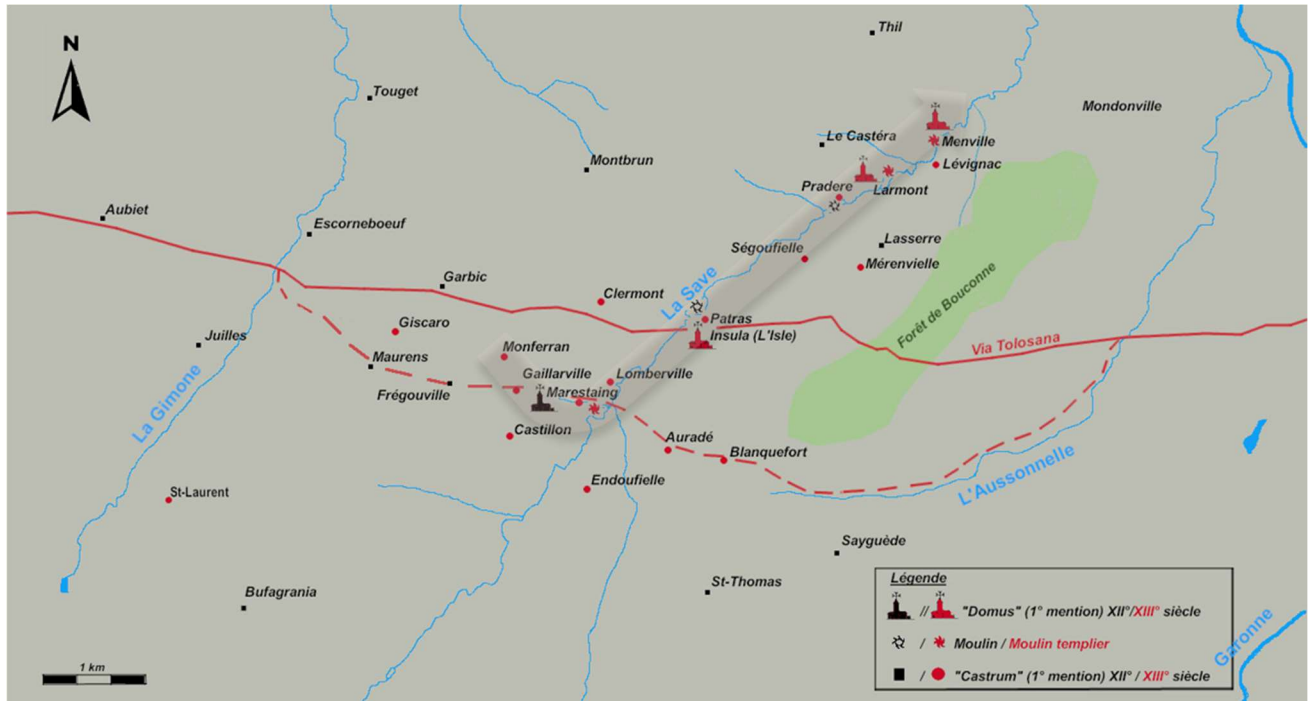 Thil
N
Touget
Mondonville
Le Castéra
Menville
Montbrun
Lévignac
Pradere
Larmont
Aubiet
Escorneboeuf
Lasserre
Ségoufielle
Mérenvielle
Garbic
La Save
Clermont
Forêt de Bouconne
Giscaro
Patras
Juilles
Insula (L'Isle)
Via Tolosana
Monferran
Maurens
Gaillarville
Lomberville
Frégouville
Marestaing
La Gimone
Castillon
Auradé
Blanquefort
Endoufielle
L'Aussonnelle
St-Laurent
Sayguède
St-Thomas
Bufagrania
1 km
Garonne
Légende
// "Domus" (1° mention) XII°/XIII° siècle
/ Moulin / Moulin templier
/ "Castrum" (1° mention) XII° / XIII° siècle